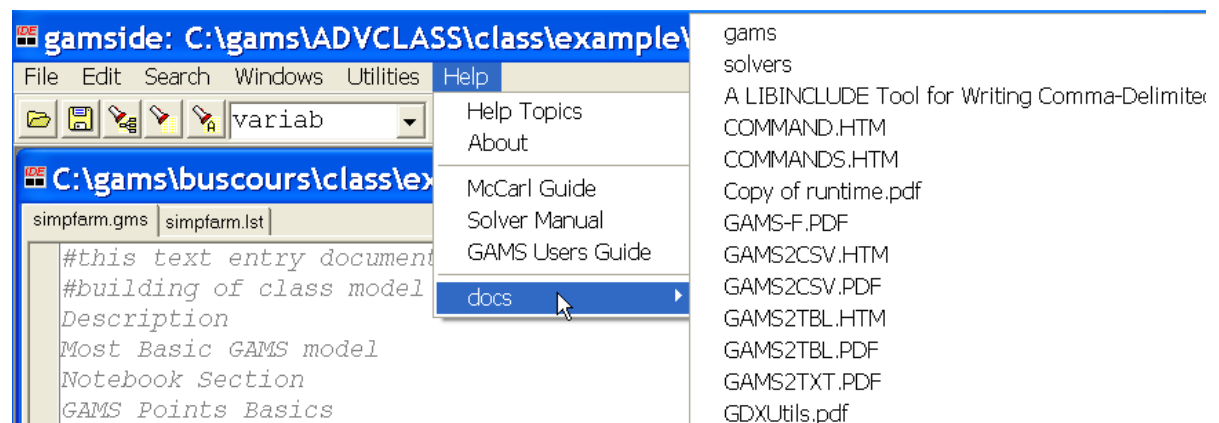 IDE gamside: C:\gams\ADVCLASS\class\example\
File Edit Search Windows Utilities Help
variab
IDE C:\gams\buscours\class\ex
simpfarm.gms simpfarm.lst
#this text entry document
#building of class model
Description
Most Basic GAMS model
Notebook Section
GAMS Points Basics
Help Topics
About
McCarl Guide
Solver Manual
GAMS Users Guide
docs
gams
solvers
A LIBINCLUDE Tool for Writing Comma-Delimited
COMMAND.HTM
COMMANDS.HTM
Copy of runtime.pdf
GAMS-F.PDF
GAMS2CSV.HTM
GAMS2CSV.PDF
GAMS2TBL.HTM
GAMS2TBL.PDF
GAMS2TXT.PDF
GDXUtils.pdf